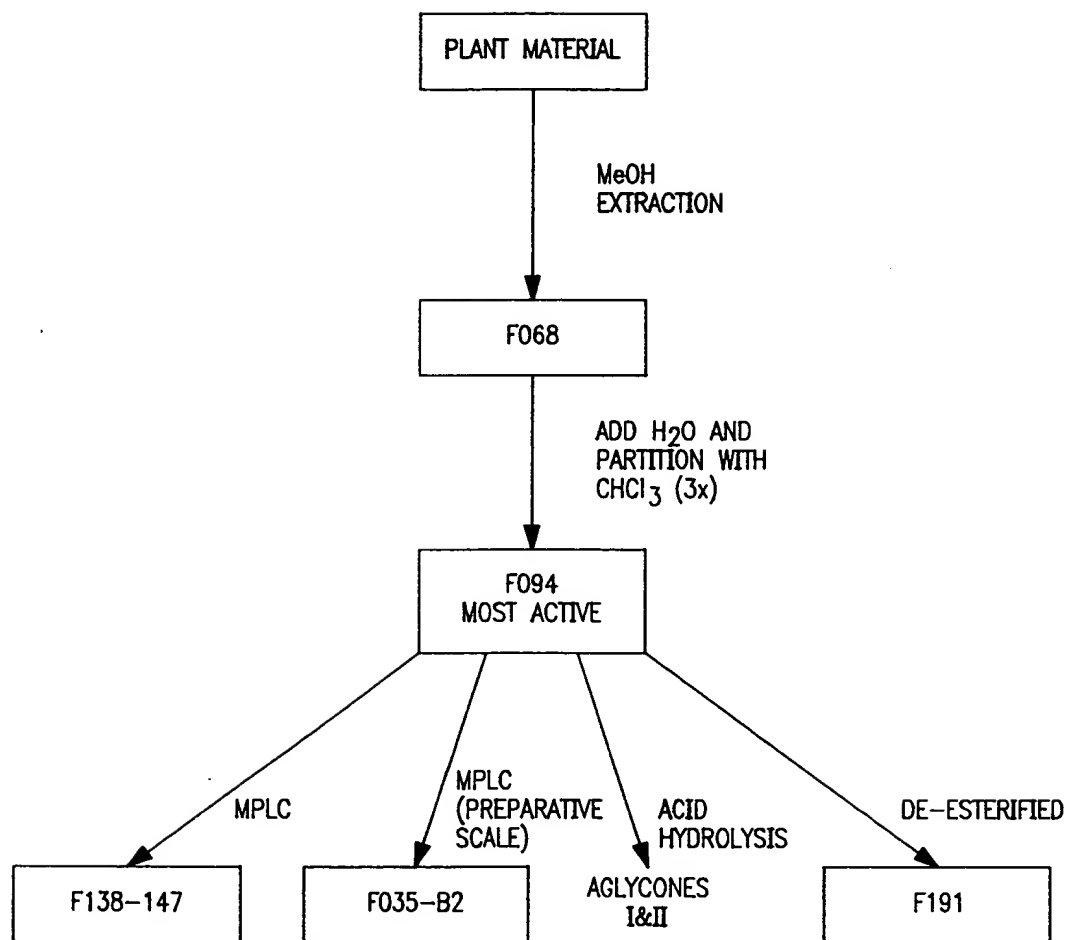 PLANT MATERIAL
MeOH
EXTRACTION
F068
ADD H₂O AND
PARTITION WITH
CHCl₃ (3x)
F094
MOST ACTIVE
MPLC
MPLC
(PREPARATIVE
SCALE)
ACID
HYDROLYSIS
DE-ESTERIFIED
F138-147
F035-B2
AGLYCONES
I&II
F191